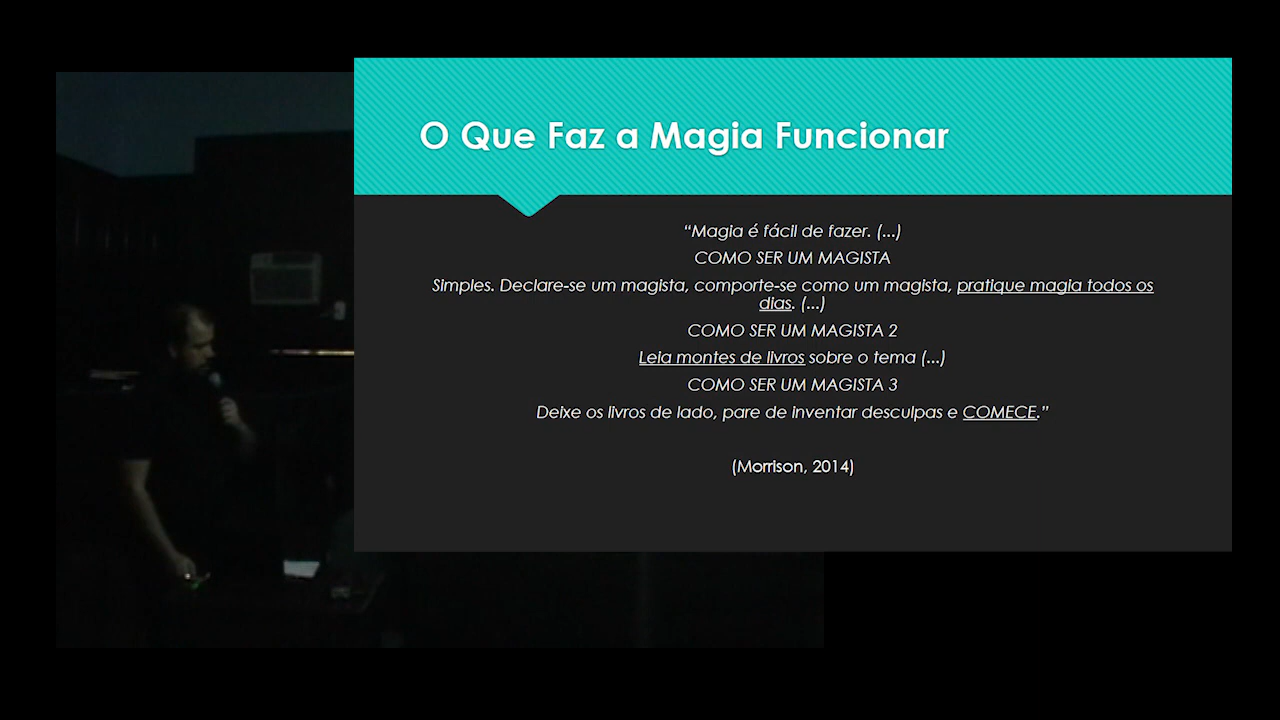 O Que Faz a Magia Funcionar
“Magia é fácil de fazer. (...)
COMO SER UM MAGISTA
Simples. Declare-se um magista, comporte-se como um magista, pratique magia todos os
dias. (...)
COMO SER UM MAGISTA 2
Leia montes de livros sobre o tema (...)
COMO SER UM MAGISTA 3
Deixe os livros de lado, pare de inventar desculpas e COMECE.”
(Morrison, 2014)